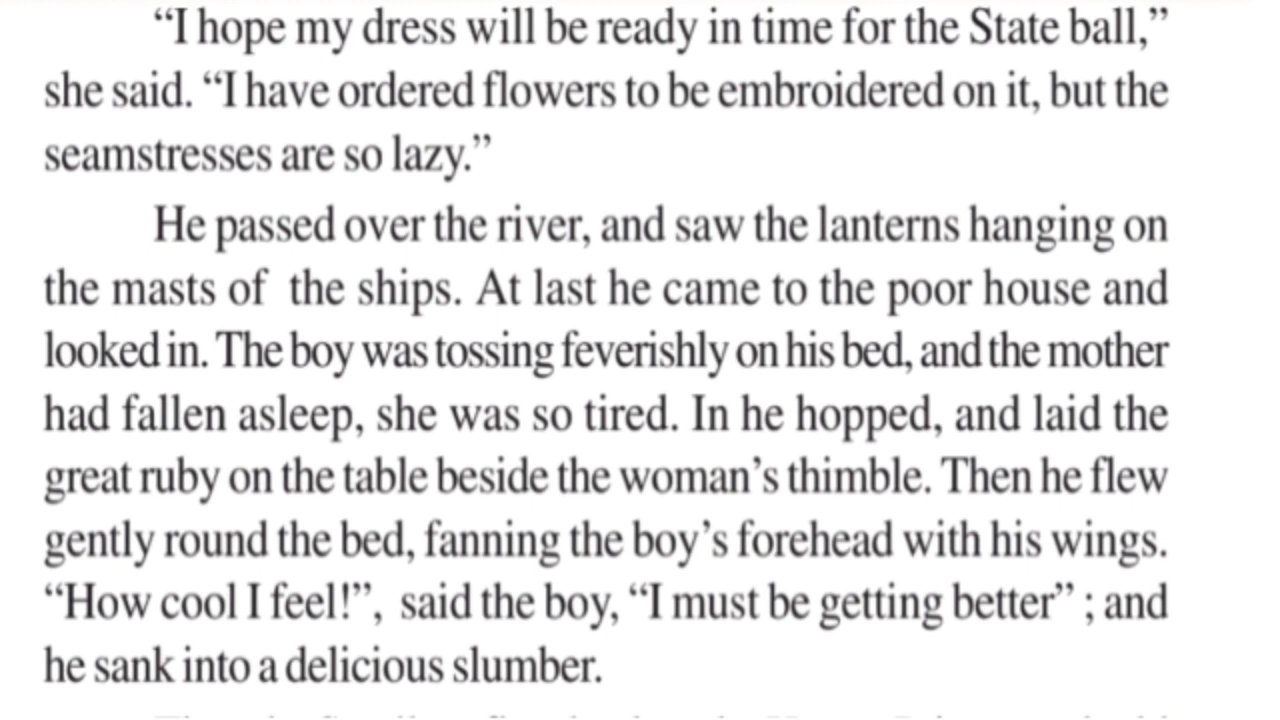 “I hope my dress will be ready in time for the State ball,”
she said. “I have ordered flowers to be embroidered on it, but the
seamstresses are so lazy.”
He passed over the river, and saw the lanterns hanging on
the masts of the ships. At last he came to the poor house and
looked in. The boy was tossing feverishly on his bed, and the mother
had fallen asleep, she was so tired. In he hopped, and laid the
great ruby on the table beside the woman’s thimble. Then he flew
gently round the bed, fanning the boy’s forehead with his wings.
“How cool I feel!”, said the boy, “I must be getting better” ; and
he sank into a delicious slumber.